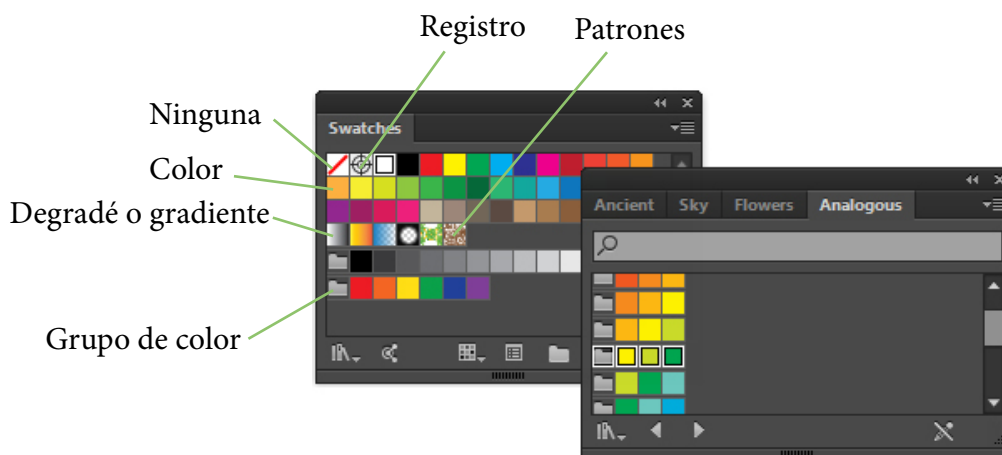 Registro
Patrones
Ninguna
Swatches
Color
Degradé o gradiente
Ancient Sky Flowers Analogous
Grupo de color